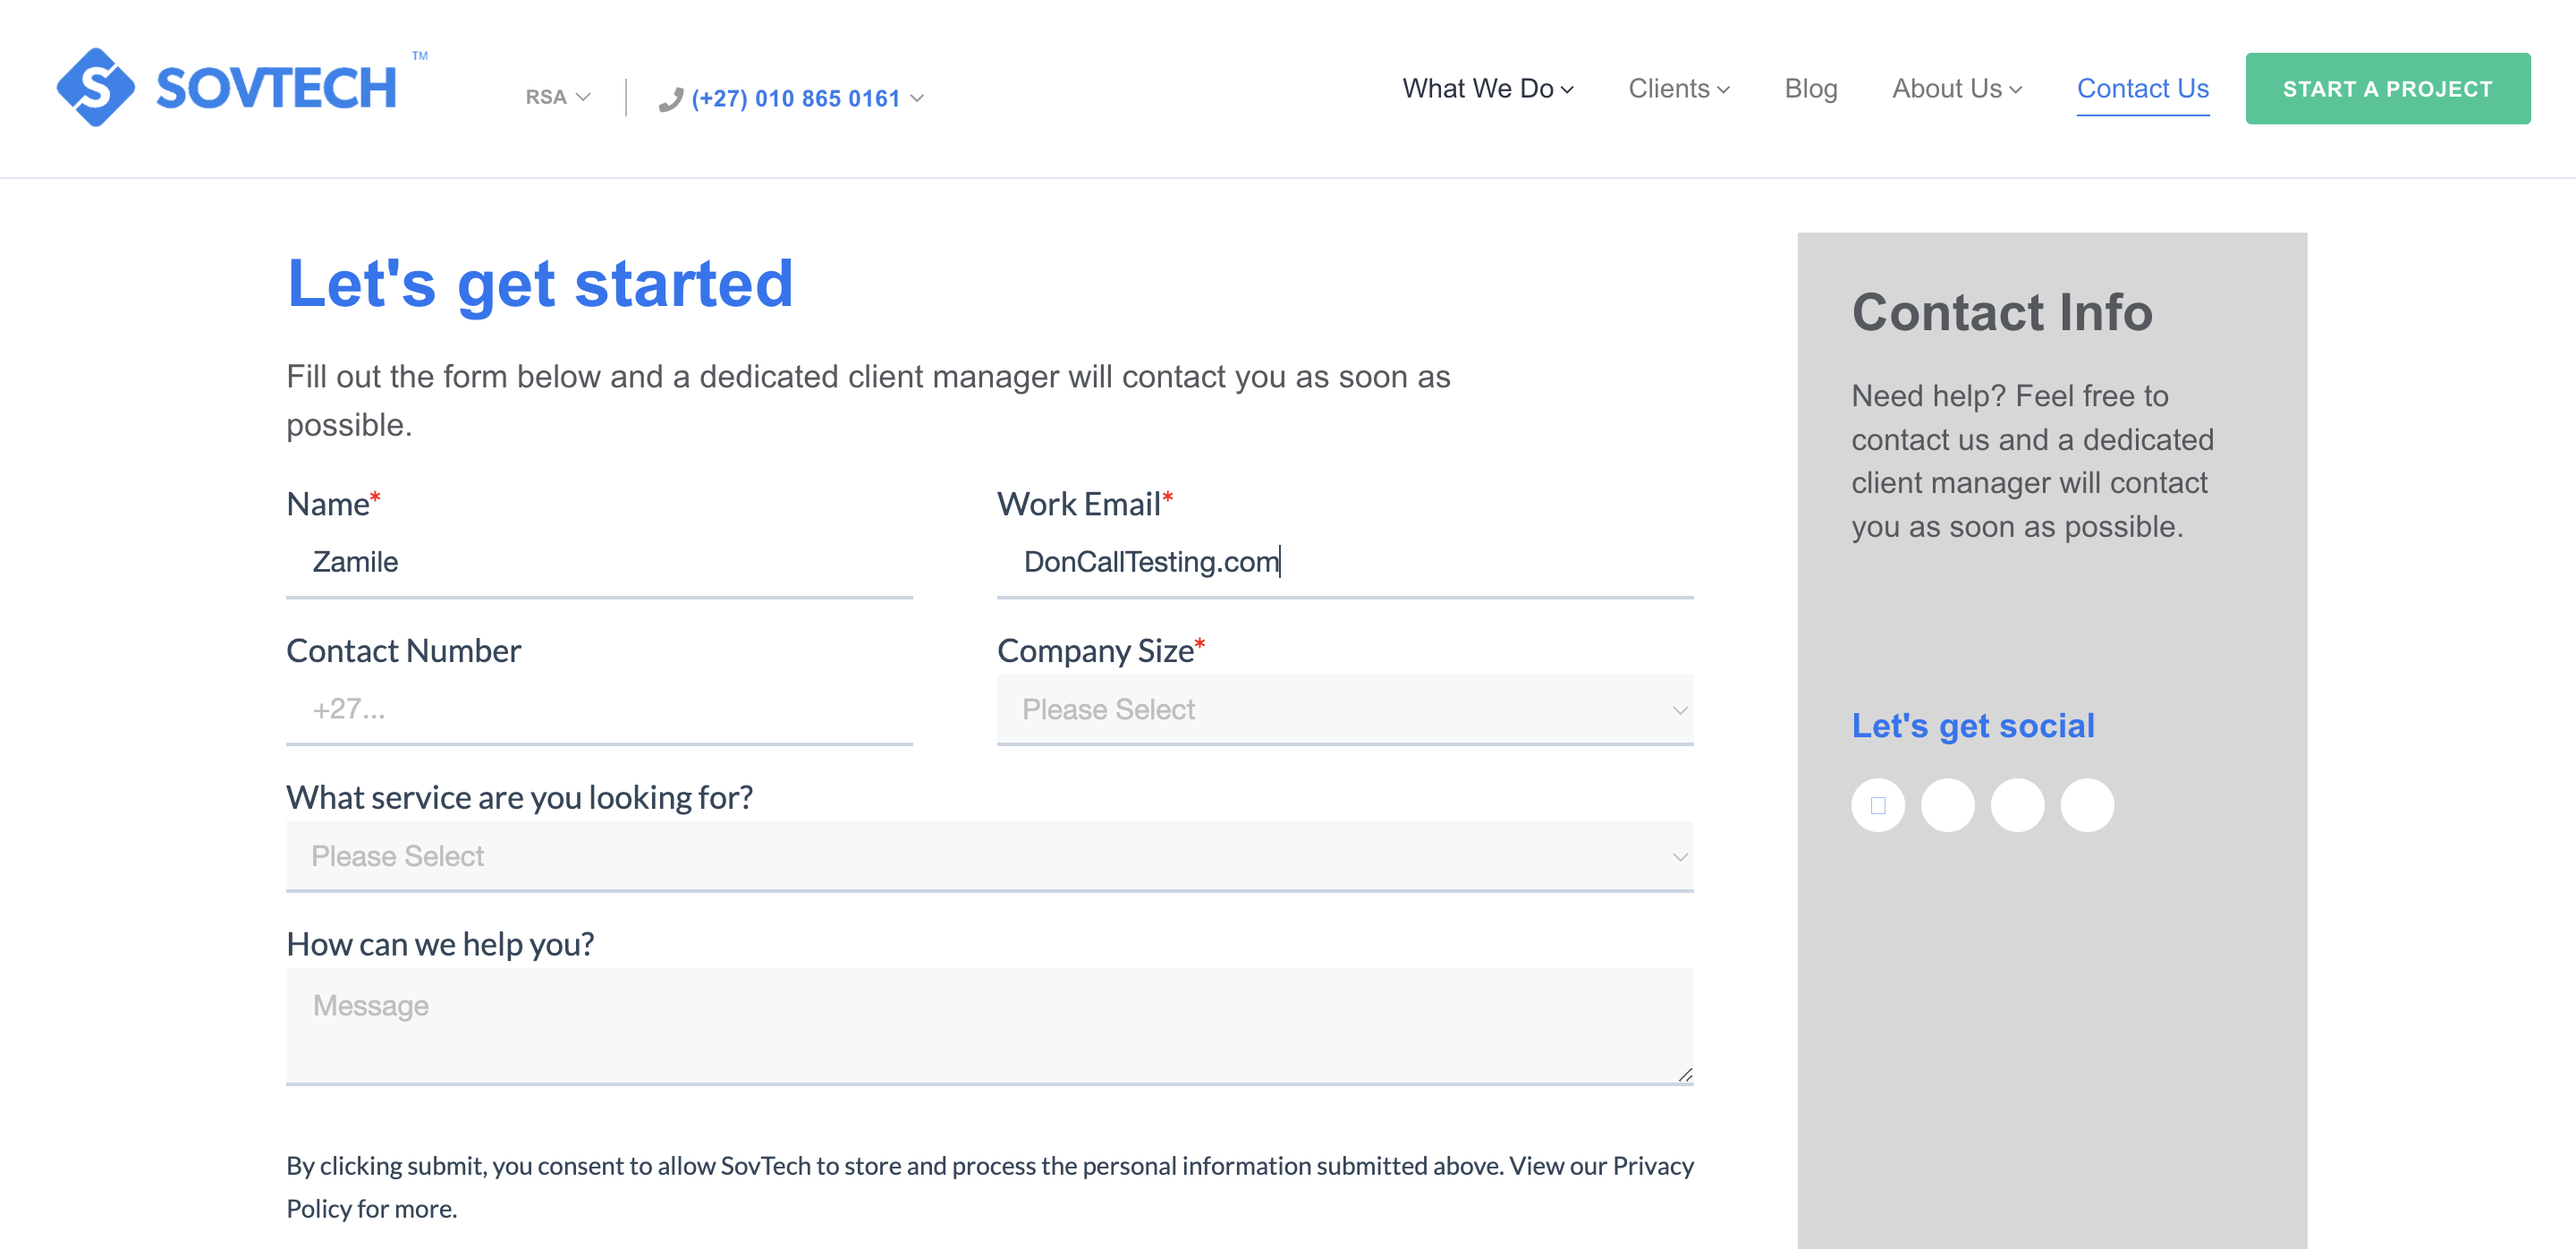 SOVTECH ™
RSA
(+27) 010 865 0161
What We Do
Clients
Blog
About Us
Contact Us
START A PROJECT
Let's get started
Fill out the form below and a dedicated client manager will contact you as soon as
possible.
Name*
Work Email*
Zamile
DonCallTesting.com
Contact Number
Company Size*
+27...
Please Select
What service are you looking for?
Please Select
How can we help you?
Message
By clicking submit, you consent to allow SovTech to store and process the personal information submitted above. View our Privacy
Policy for more.
Contact Info
Need help? Feel free to
contact us and a dedicated
client manager will contact
you as soon as possible.
Let's get social